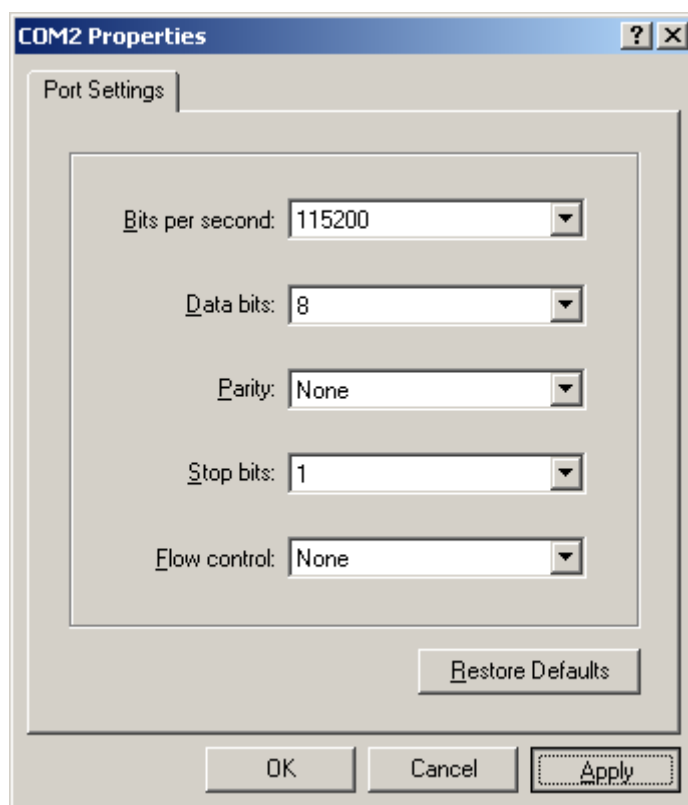 COM2 Properties
Port Settings
Bits per second: 115200
Data bits: 8
Parity: None
Stop bits: 1
Flow control: None
Restore Defaults
OK Cancel Apply